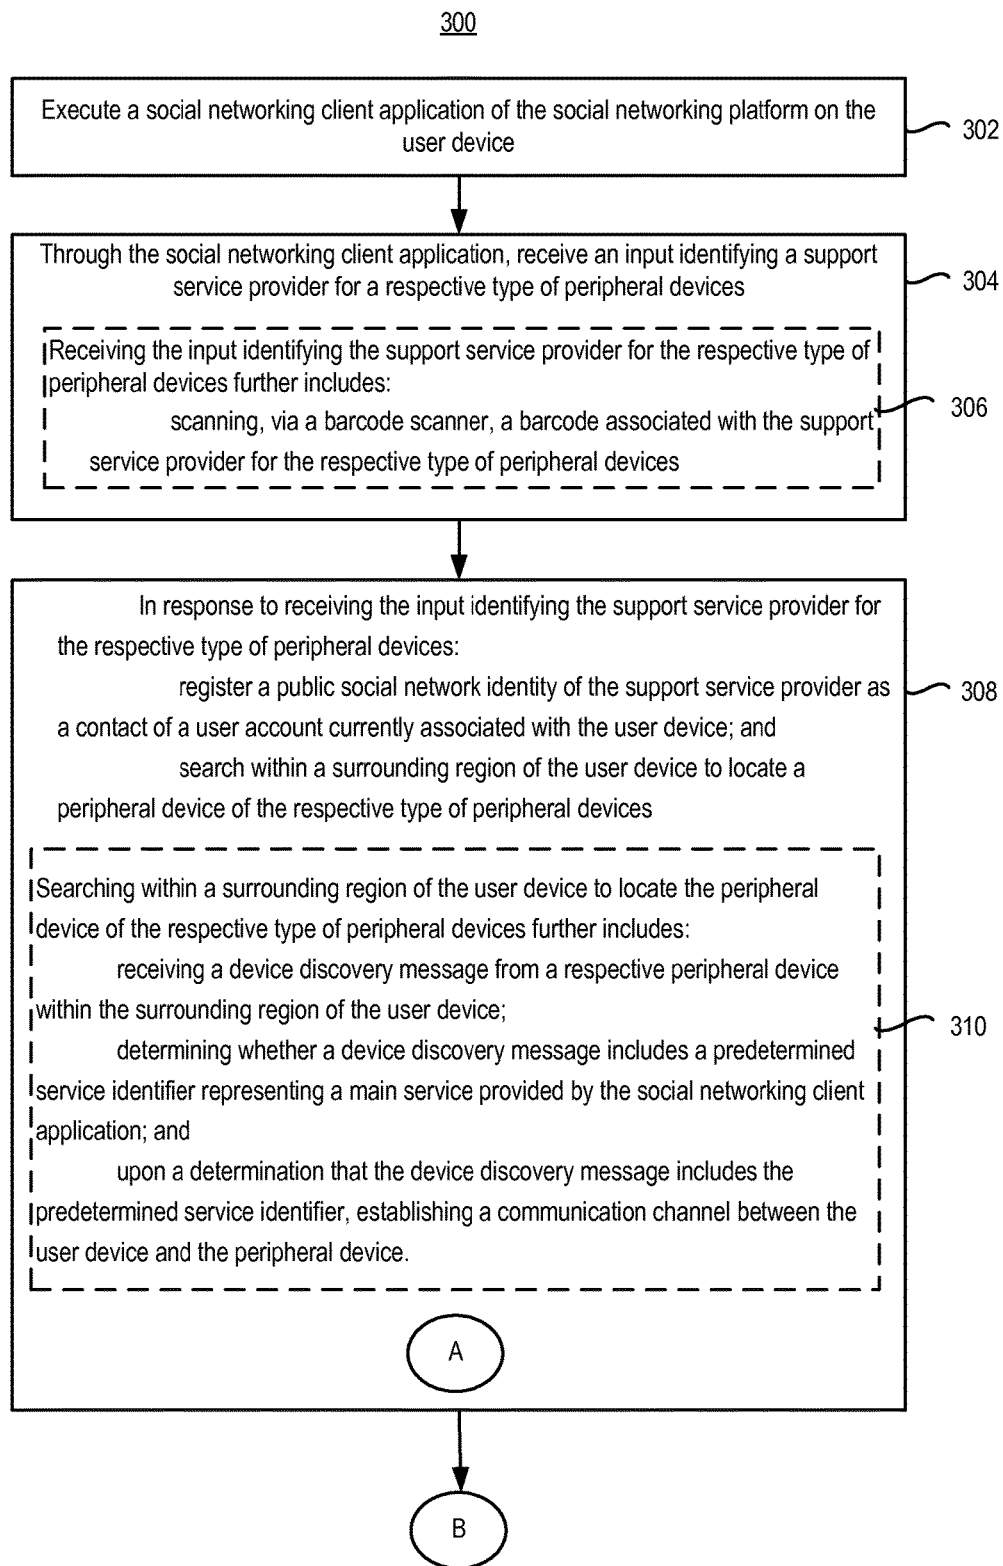 300
Execute a social networking client application of the social networking platform on the
user device
302
Through the social networking client application, receive an input identifying a support
service provider for a respective type of peripheral devices
304
Receiving the input identifying the support service provider for the respective type of
peripheral devices further includes:
scanning, via a barcode scanner, a barcode associated with the support
service provider for the respective type of peripheral devices
306
In response to receiving the input identifying the support service provider for
the respective type of peripheral devices:
register a public social network identity of the support service provider as
a contact of a user account currently associated with the user device; and
search within a surrounding region of the user device to locate a
peripheral device of the respective type of peripheral devices
308
Searching within a surrounding region of the user device to locate the peripheral
device of the respective type of peripheral devices further includes:
receiving a device discovery message from a respective peripheral device
within the surrounding region of the user device;
determining whether a device discovery message includes a predetermined
service identifier representing a main service provided by the social networking client
application; and
upon a determination that the device discovery message includes the
predetermined service identifier, establishing a communication channel between the
user device and the peripheral device.
310
A
B